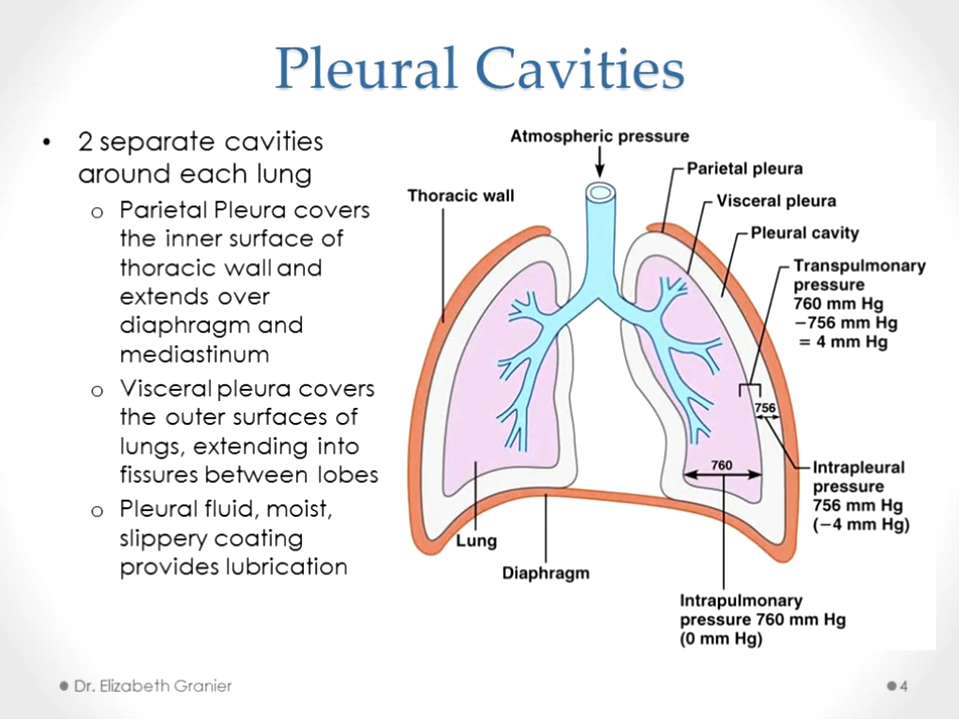 Pleural Cavities
• 2 separate cavities
around each lung
o Parietal Pleura covers
the inner surface of
thoracic wall and
extends over
diaphragm and
mediastinum
o Visceral pleura covers
the outer surfaces of
lungs, extending into
fissures between lobes
o Pleural fluid, moist,
slippery coating
provides lubrication
Atmospheric pressure
Parietal pleura
Thoracic wall
Visceral pleura
Pleural cavity
Transpulmonary
pressure
760 mm Hg
−756 mm Hg
= 4 mm Hg
756
760
Intrapleural
pressure
756 mm Hg
(−4 mm Hg)
Lung
Diaphragm
Intrapulmonary
pressure 760 mm Hg
(0 mm Hg)
Dr. Elizabeth Granier
4